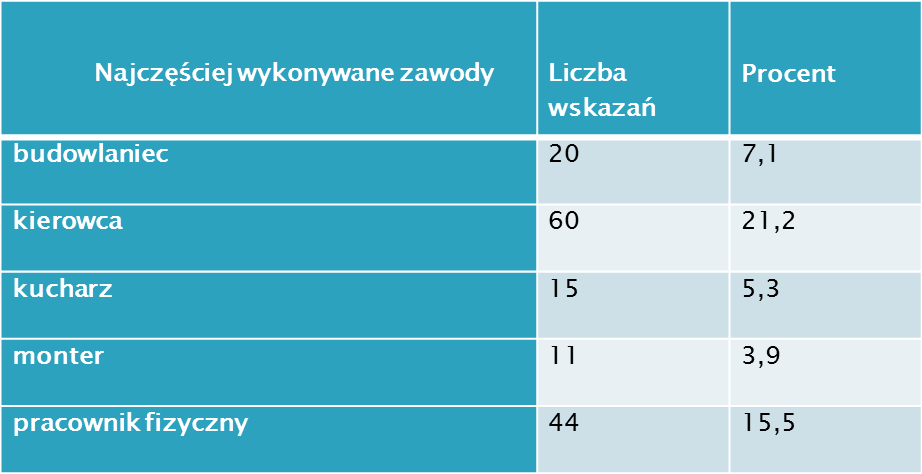 Najczęściej wykonywane zawody
Liczba
wskazań
Procent
budowlaniec 20 7,1
kierowca 60 21,2
kucharz 15 5,3
monter 11 3,9
pracownik fizyczny 44 15,5